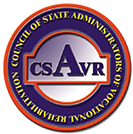 COUNCIL OF STATE ADMINISTRATORS
OF VOCATIONAL REHABILITATION
CSAVR